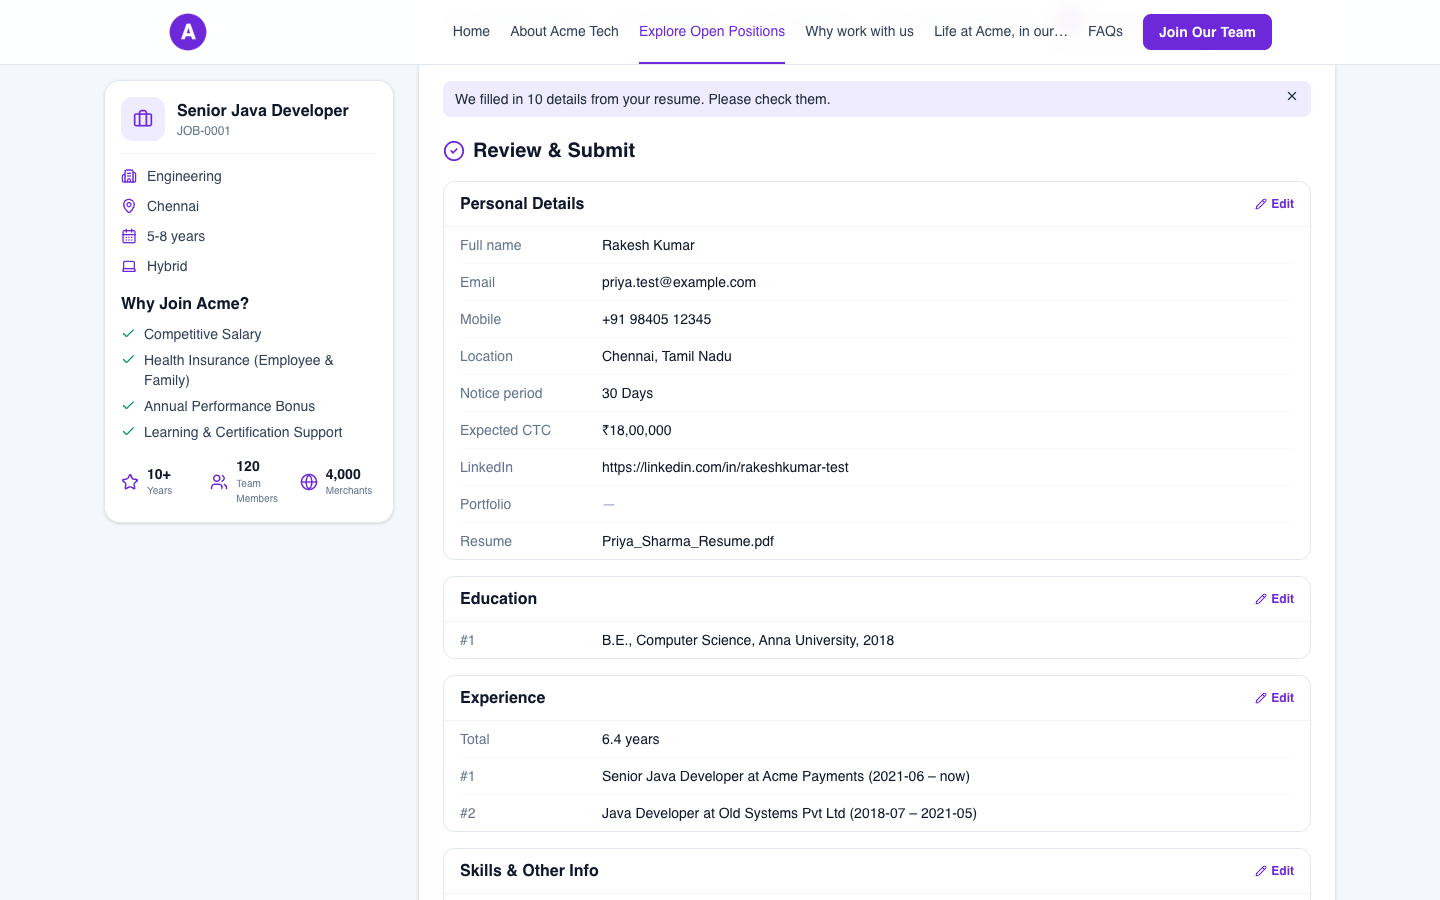 A
Home
About Acme Tech
Explore Open Positions
Why work with us
Life at Acme, in our...
FAQs
Join Our Team
Senior Java Developer
JOB-0001
Engineering
Chennai
5-8 years
Hybrid
Why Join Acme?
Competitive Salary
Health Insurance (Employee &
Family)
Annual Performance Bonus
Learning & Certification Support
10+
Years
120
Team
Members
4,000
Merchants
We filled in 10 details from your resume. Please check them.
Review & Submit
Personal Details
Edit
Full name Rakesh Kumar
Email priya.test@example.com
Mobile +91 98405 12345
Location Chennai, Tamil Nadu
Notice period 30 Days
Expected CTC ₹18,00,000
LinkedIn https://linkedin.com/in/rakeshkumar-test
Portfolio —
Resume Priya_Sharma_Resume.pdf
Education
Edit
#1 B.E., Computer Science, Anna University, 2018
Experience
Edit
Total 6.4 years
#1 Senior Java Developer at Acme Payments (2021-06 – now)
#2 Java Developer at Old Systems Pvt Ltd (2018-07 – 2021-05)
Skills & Other Info
Edit